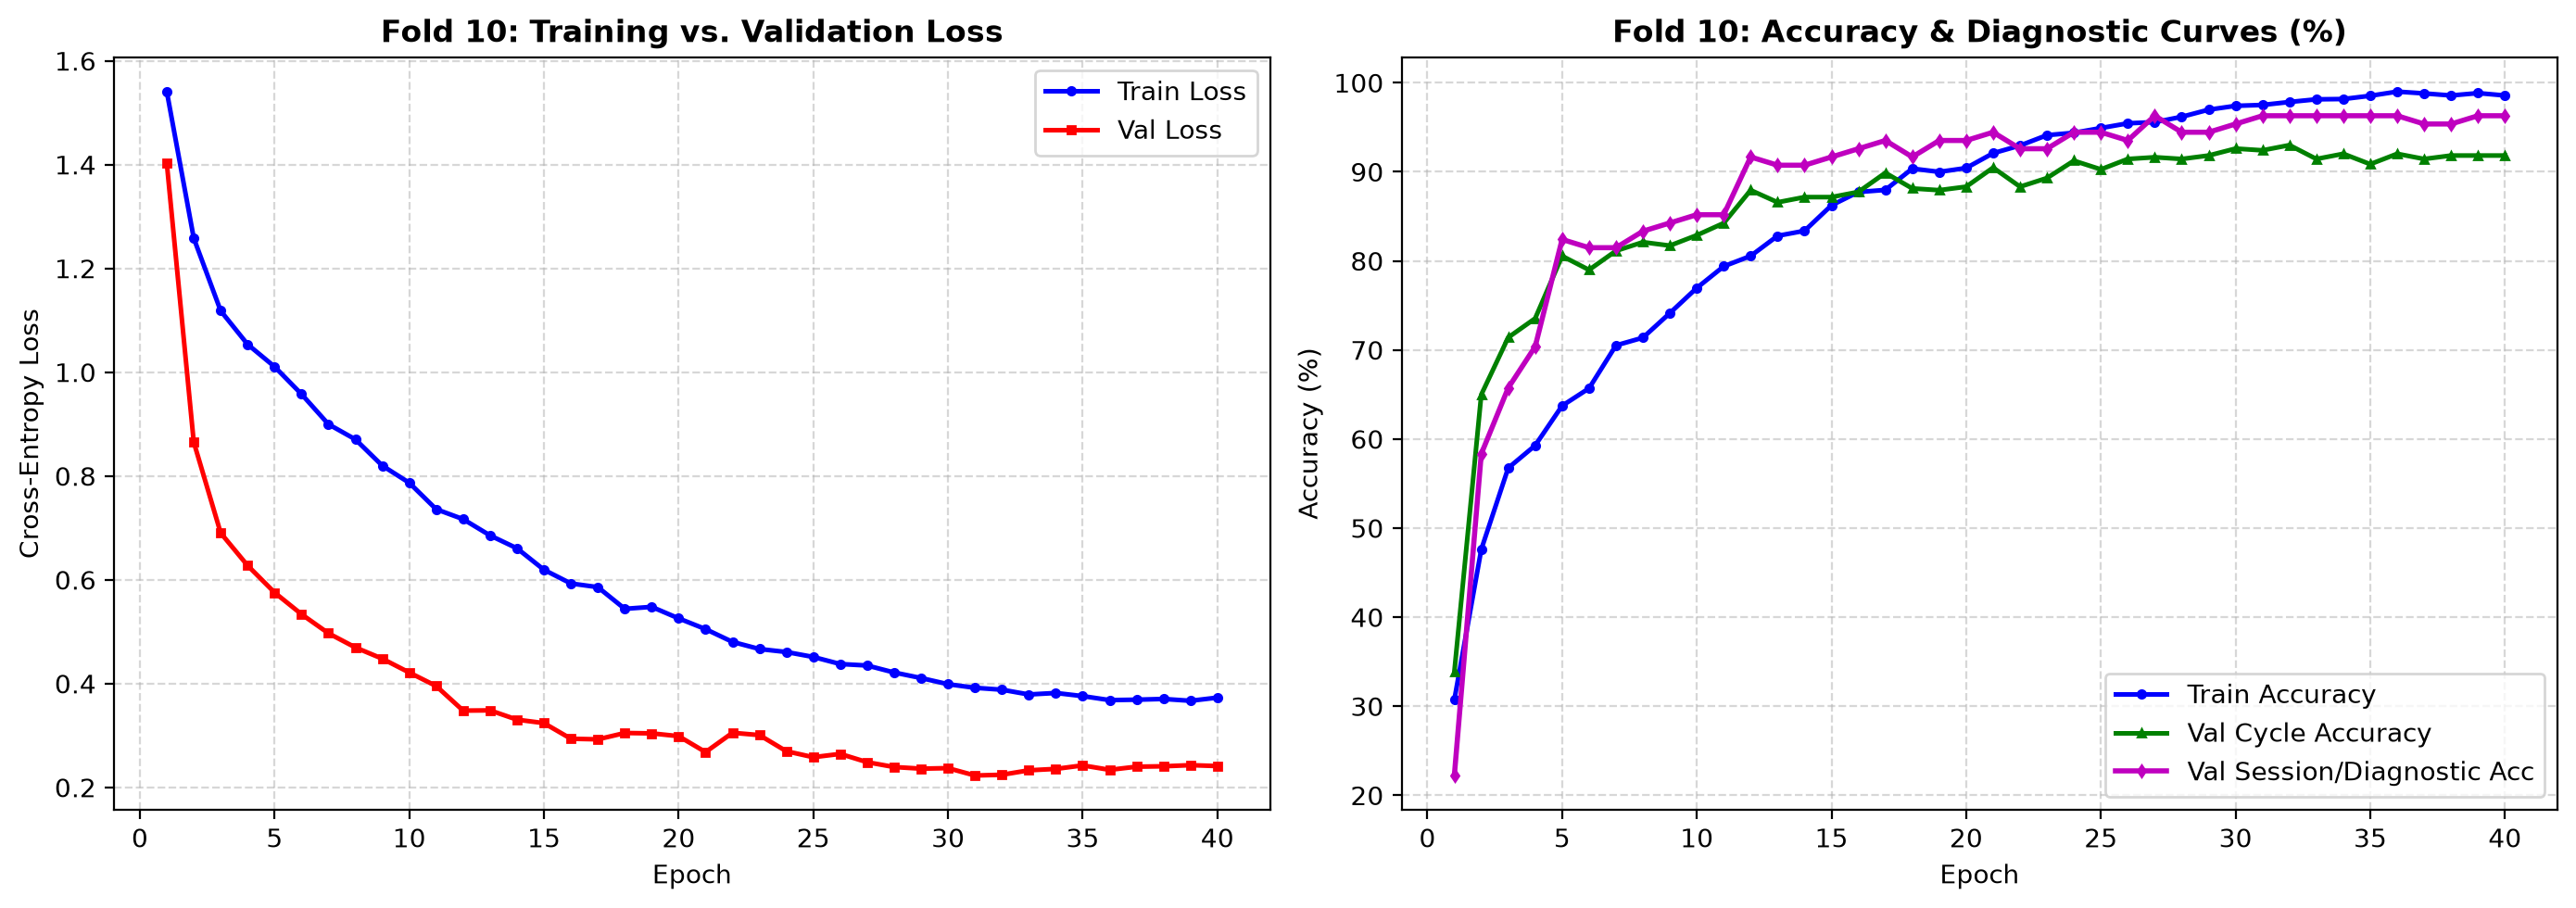 Fold 10: Training vs. Validation Loss
1.6
1.4
1.2
1.0
0.8
0.6
0.4
0.2
Cross-Entropy Loss
Train Loss
Val Loss
0 5 10 15 20 25 30 35 40
Epoch
Fold 10: Accuracy & Diagnostic Curves (%)
100
90
80
70
60
50
40
30
20
Accuracy (%)
Train Accuracy
Val Cycle Accuracy
Val Session/Diagnostic Acc
0 5 10 15 20 25 30 35 40
Epoch